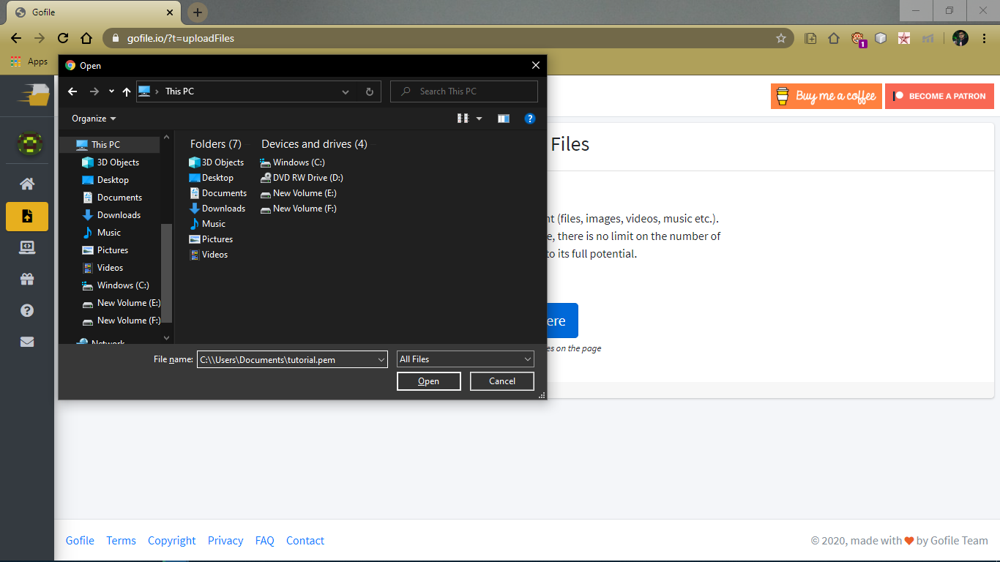 Gofile
gofile.io/?t=uploadFiles
1
Apps
Open
This PC
Search This PC
Organize
?
This PC
3D Objects
Desktop
Documents
Downloads
Music
Pictures
Videos
Windows (C:)
New Volume (E:)
New Volume (F:)
Network
Folders (7)
3D Objects
Desktop
Documents
Downloads
Music
Pictures
Videos
Devices and drives (4)
Windows (C:)
DVD RW Drive (D:)
New Volume (E:)
New Volume (F:)
File name:
C:\\Users\Documents\tutorial.pem
All Files
Open
Cancel
Buy me a coffee
BECOME A PATRON
Files
nt (files, images, videos, music etc.).
e, there is no limit on the number of
to its full potential.
ere
es on the page
Gofile Terms Copyright Privacy FAQ Contact
© 2020, made with ❤ by Gofile Team